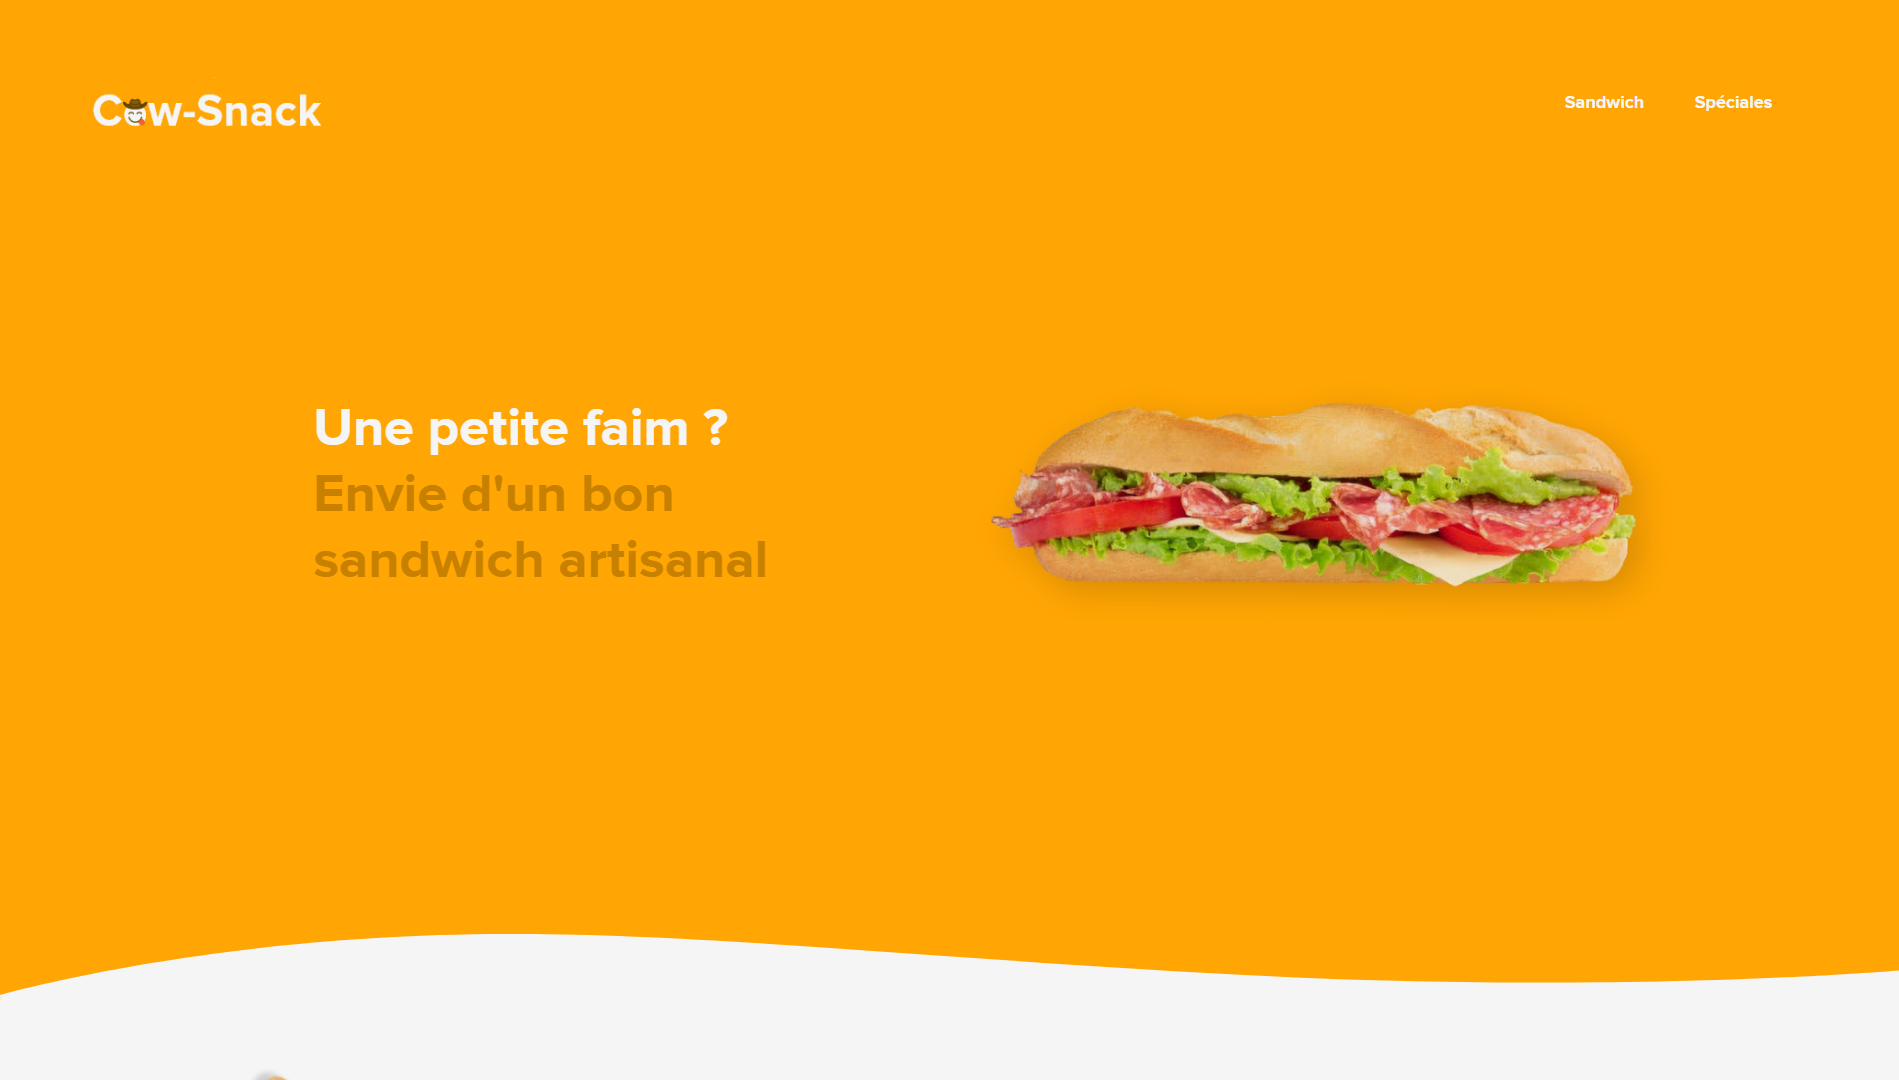 Cow-Snack
Sandwich
Spéciales
Une petite faim ?
Envie d'un bon
sandwich artisanal